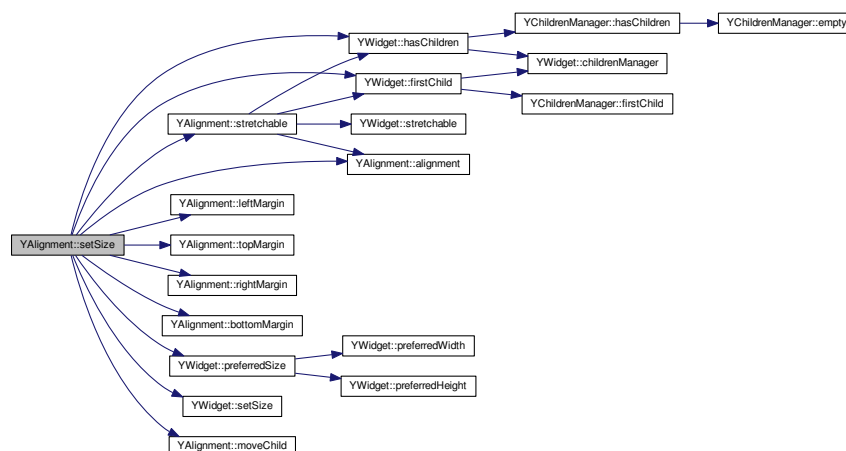 YChildrenManager::hasChildren
YChildrenManager::empty
YWidget::hasChildren
YWidget::childrenManager
YWidget::firstChild
YChildrenManager::firstChild
YAlignment::stretchable
YWidget::stretchable
YAlignment::alignment
YAlignment::leftMargin
YAlignment::setSize
YAlignment::topMargin
YAlignment::rightMargin
YAlignment::bottomMargin
YWidget::preferredWidth
YWidget::preferredSize
YWidget::preferredHeight
YWidget::setSize
YAlignment::moveChild